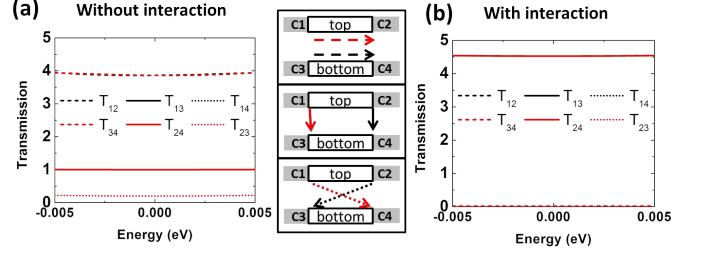 (a) Without interaction
5
4
3
2
1
0
Transmission
T12 T13 T14
T34 T24 T23
-0.005 0.000 0.005
Energy (eV)
C1 top C2
C3 bottom C4
C1 top C2
C3 bottom C4
C1 top C2
C3 bottom C4
(b) With interaction
5
4
3
2
1
0
Transmission
T12 T13 T14
T34 T24 T23
-0.005 0.000 0.005
Energy (eV)